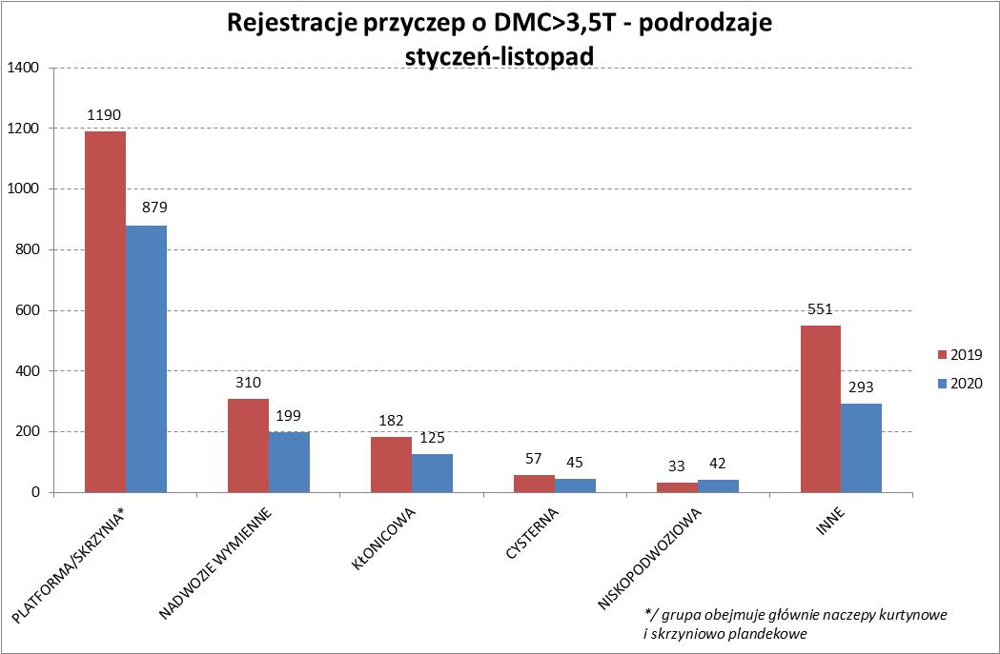 Rejestracje przyczep o DMC>3,5T - podrodzaje
styczeń-listopad
1400
1200
1000
800
600
400
200
0
1190
879
310
199
182
125
57
45
33
42
551
293
2019
2020
PLATFORMA/SKRZYNIA*
NADWOZIE WYMIENNE
KŁONICOWA
CYSTERNA
NISKOPODWOZIOWA
INNE
*/ grupa obejmuje głównie naczepy kurtynowe
i skrzyniowo plandekowe